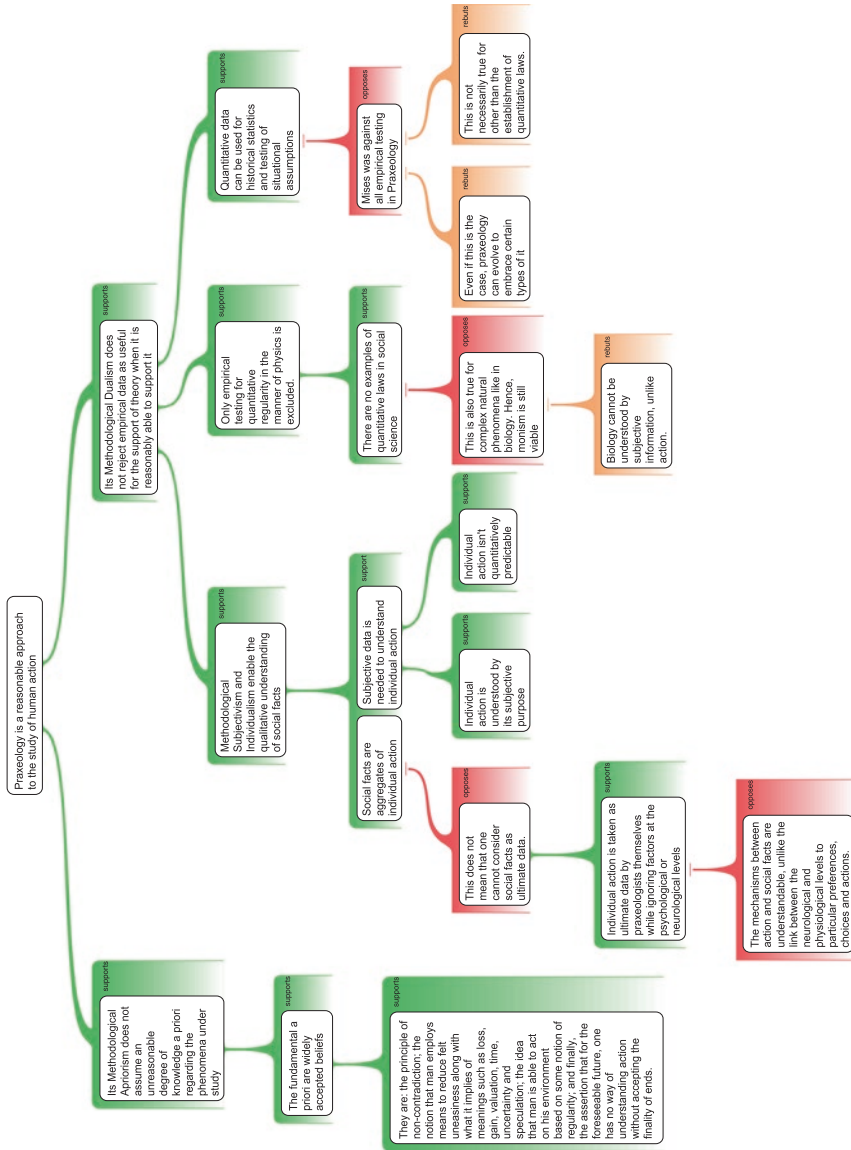 Praxeology is a reasonable approach
to the study of human action
supports
Its Methodological
Apriorism does not
assume an
unreasonable
degree of
knowledge a priori
regarding the
phenomena under
study
supports
The fundamental a
priori are widely
accepted beliefs
supports
They are: the principle of
non-contradiction; the
notion that man employs
means to reduce felt
uneasiness along with
what it implies of
meanings such as loss,
gain, valuation, time,
uncertainty and
speculation; the idea
that man is able to act
on his environment
based on some notion of
regularity; and finally,
the assertion that for the
foreseeable future, one
has no way of
understanding action
without accepting the
finality of ends.
supports
Its Methodological Dualism does
not reject empirical data as useful
for the support of theory when it is
reasonably able to support it
supports
Methodological
Subjectivism and
Individualism enable the
qualitative understanding
of social facts
support
Social facts are
aggregates of
individual action
Subjective data is
needed to understand
individual action
opposes
This does not
mean that one
cannot consider
social facts as
ultimate data.
supports
Individual action is taken as
ultimate data by
praxeologists themselves
while ignoring factors at the
psychological or
neurological levels
opposes
The mechanisms between
action and social facts are
understandable, unlike the
link between the
neurological and
physiological levels to
particular preferences,
choices and actions.
supports
Individual
action is
understood by
its subjective
purpose
supports
Individual
action isn't
quantitatively
predictable
supports
Only empirical
testing for
quantitative
regularity in the
manner of physics is
excluded.
supports
There are no examples of
quantitative laws in social
science
opposes
This is also true for
complex natural
phenomena like in
biology. Hence,
monism is still
viable
rebuts
Biology cannot be
understood by
subjective
information, unlike
action.
supports
Quantitative data
can be used for
historical statistics
and testing of
situational
assumptions
opposes
Mises was against
all empirical testing
in Praxeology
rebuts
Even if this is the
case, praxeology
can evolve to
embrace certain
types of it
rebuts
This is not
necessarily true for
other than the
establishment of
quantitative laws.